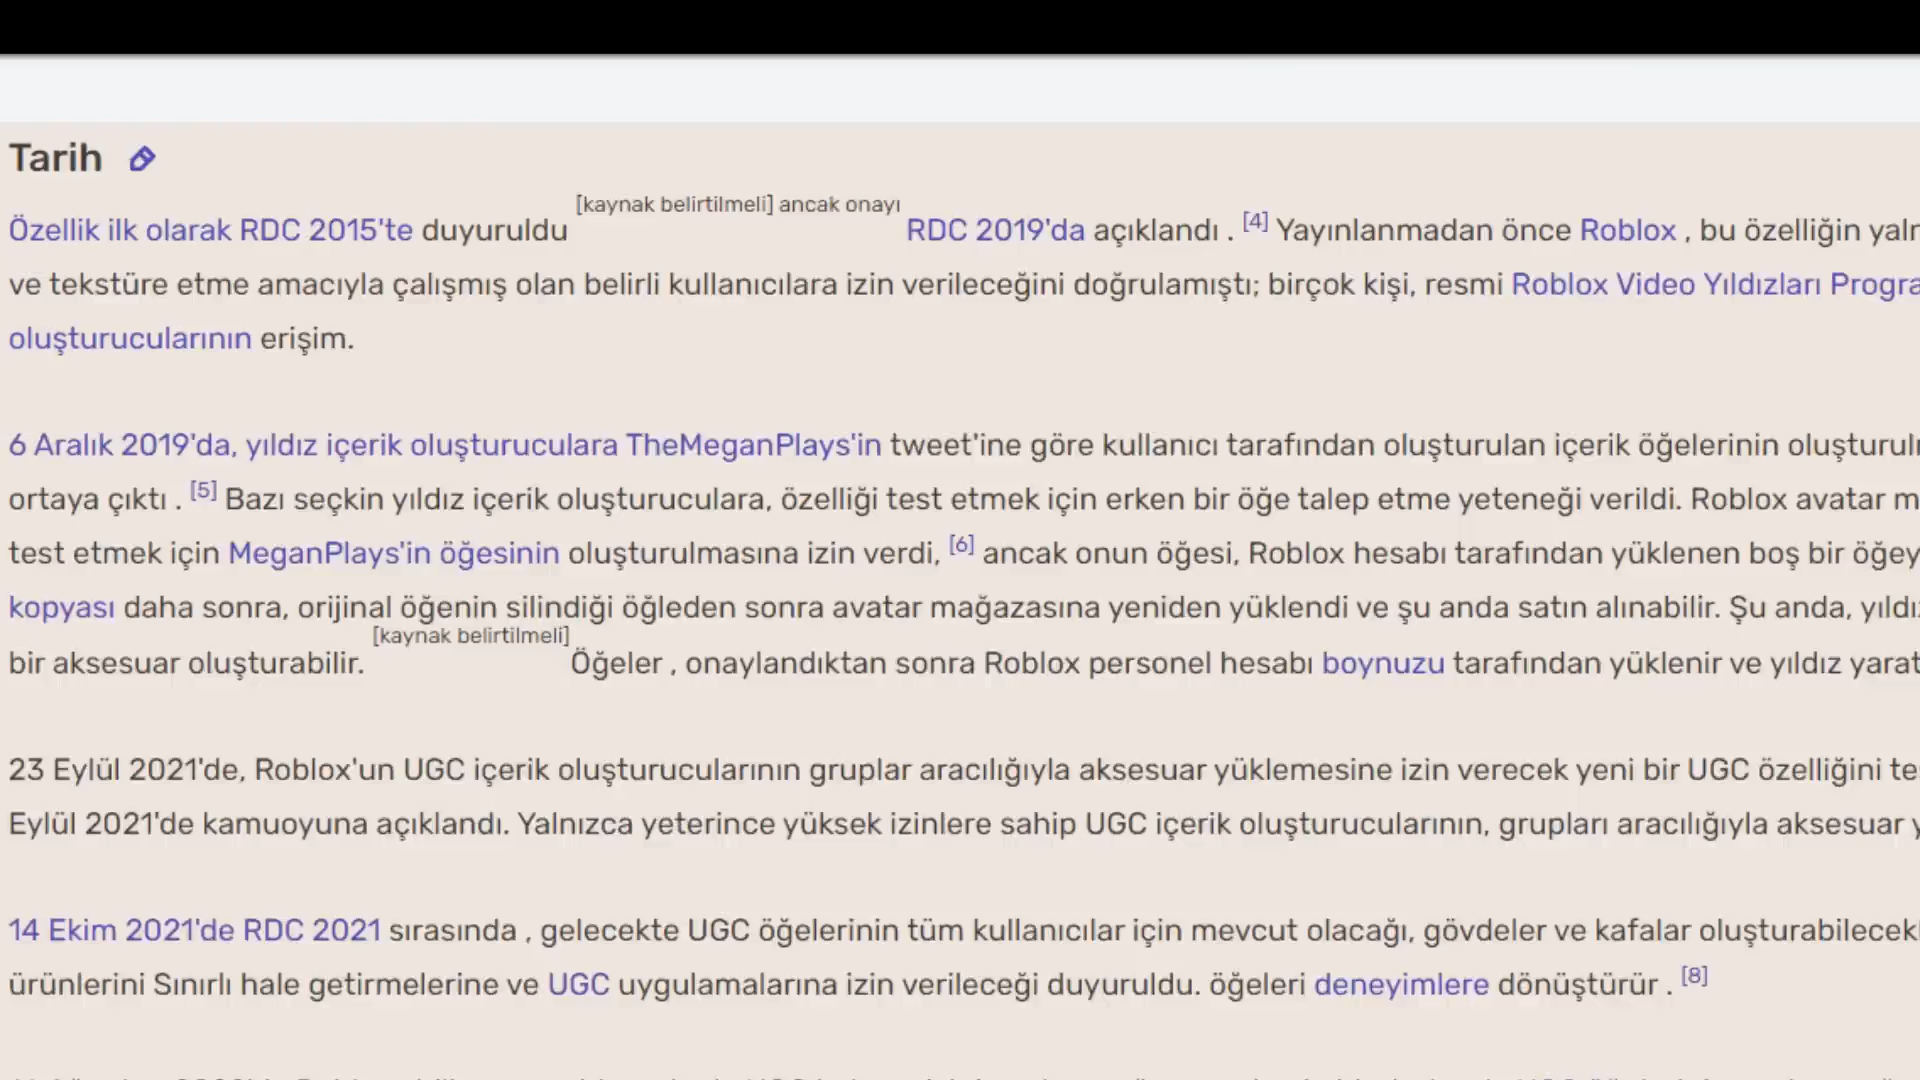 Tarih
Özellik ilk olarak RDC 2015'te duyuruldu [kaynak belirtilmeli] ancak onayı RDC 2019'da açıklandı . [4] Yayınlanmadan önce Roblox , bu özelliğin
ve tekstüre etme amacıyla çalışmış olan belirli kullanıcılara izin verileceğini doğrulamıştı; birçok kişi, resmi Roblox Video Yıldızları
oluşturucularının erişim.
6 Aralık 2019'da, yıldız içerik oluşturuculara TheMeganPlays'in tweet'ine göre kullanıcı tarafından oluşturulan içerik öğelerinin
ortaya çıktı . [5] Bazı seçkin yıldız içerik oluşturuculara, özelliği test etmek için erken bir öğe talep etme yeteneği verildi. Roblox avatar
test etmek için MeganPlays'in öğesinin oluşturulmasına izin verdi, [6] ancak onun öğesi, Roblox hesabı tarafından yüklenen boş bir
kopyası daha sonra, orijinal öğenin silindiği öğleden sonra avatar mağazasına yeniden yüklendi ve şu anda satın alınabilir. Şu anda,
bir aksesuar oluşturabilir. [kaynak belirtilmeli] Öğeler , onaylandıktan sonra Roblox personel hesabı boynuzu tarafından yüklenir ve yıldız
23 Eylül 2021'de, Roblox'un UGC içerik oluşturucularının gruplar aracılığıyla aksesuar yüklemesine izin verecek yeni bir UGC özelliğini
Eylül 2021'de kamuoyuna açıklandı. Yalnızca yeterince yüksek izinlere sahip UGC içerik oluşturucularının, grupları aracılığıyla aksesuar
14 Ekim 2021'de RDC 2021 sırasında , gelecekte UGC öğelerinin tüm kullanıcılar için mevcut olacağı, gövdeler ve kafalar
ürünlerini Sınırlı hale getirmelerine ve UGC uygulamalarına izin verileceği duyuruldu. öğeleri deneyimlere dönüştürür . [8]